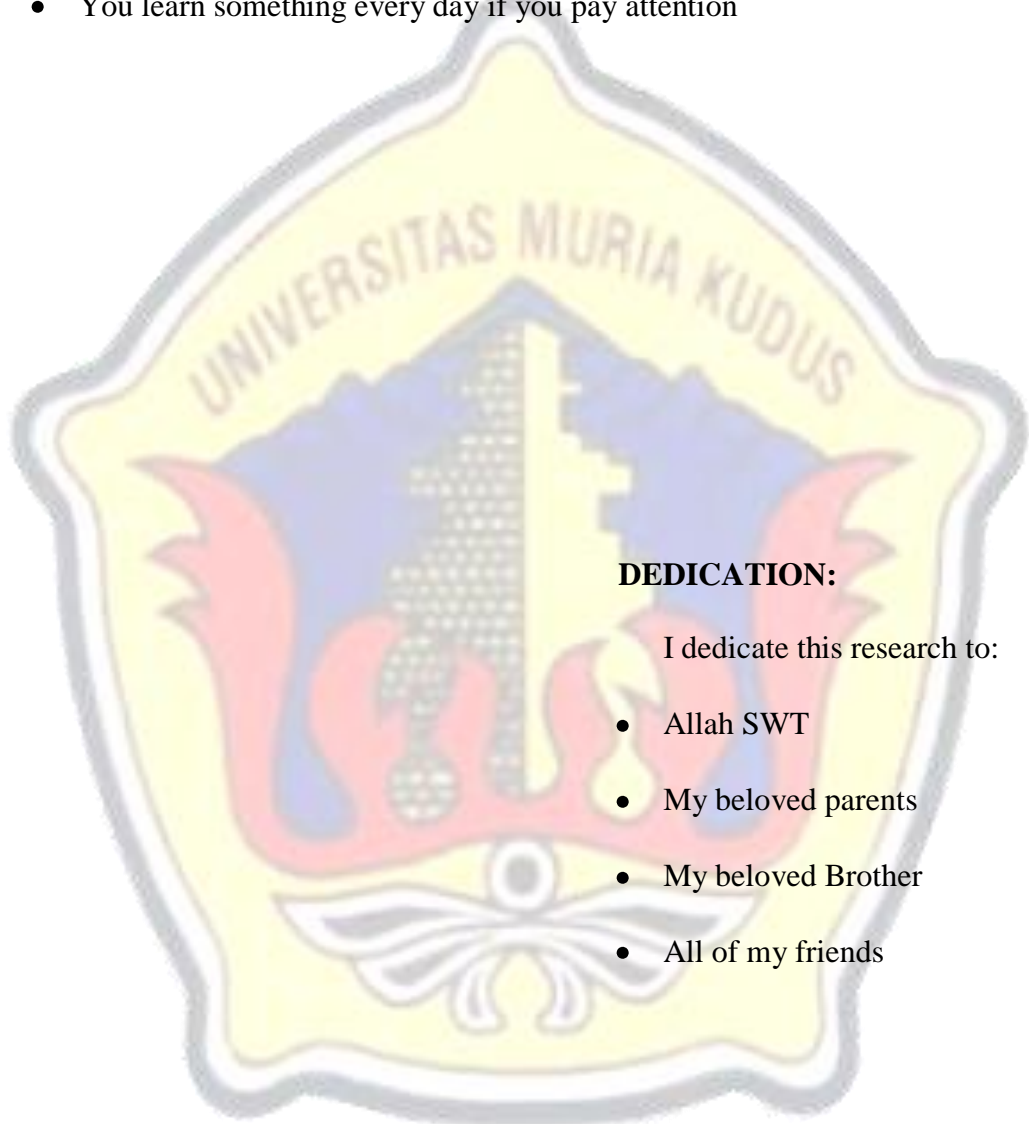 • You learn something every day if you pay attention
UNIVERSITAS MURIA KUDUS
DEDICATION:
I dedicate this research to:
• Allah SWT
• My beloved parents
• My beloved Brother
• All of my friends